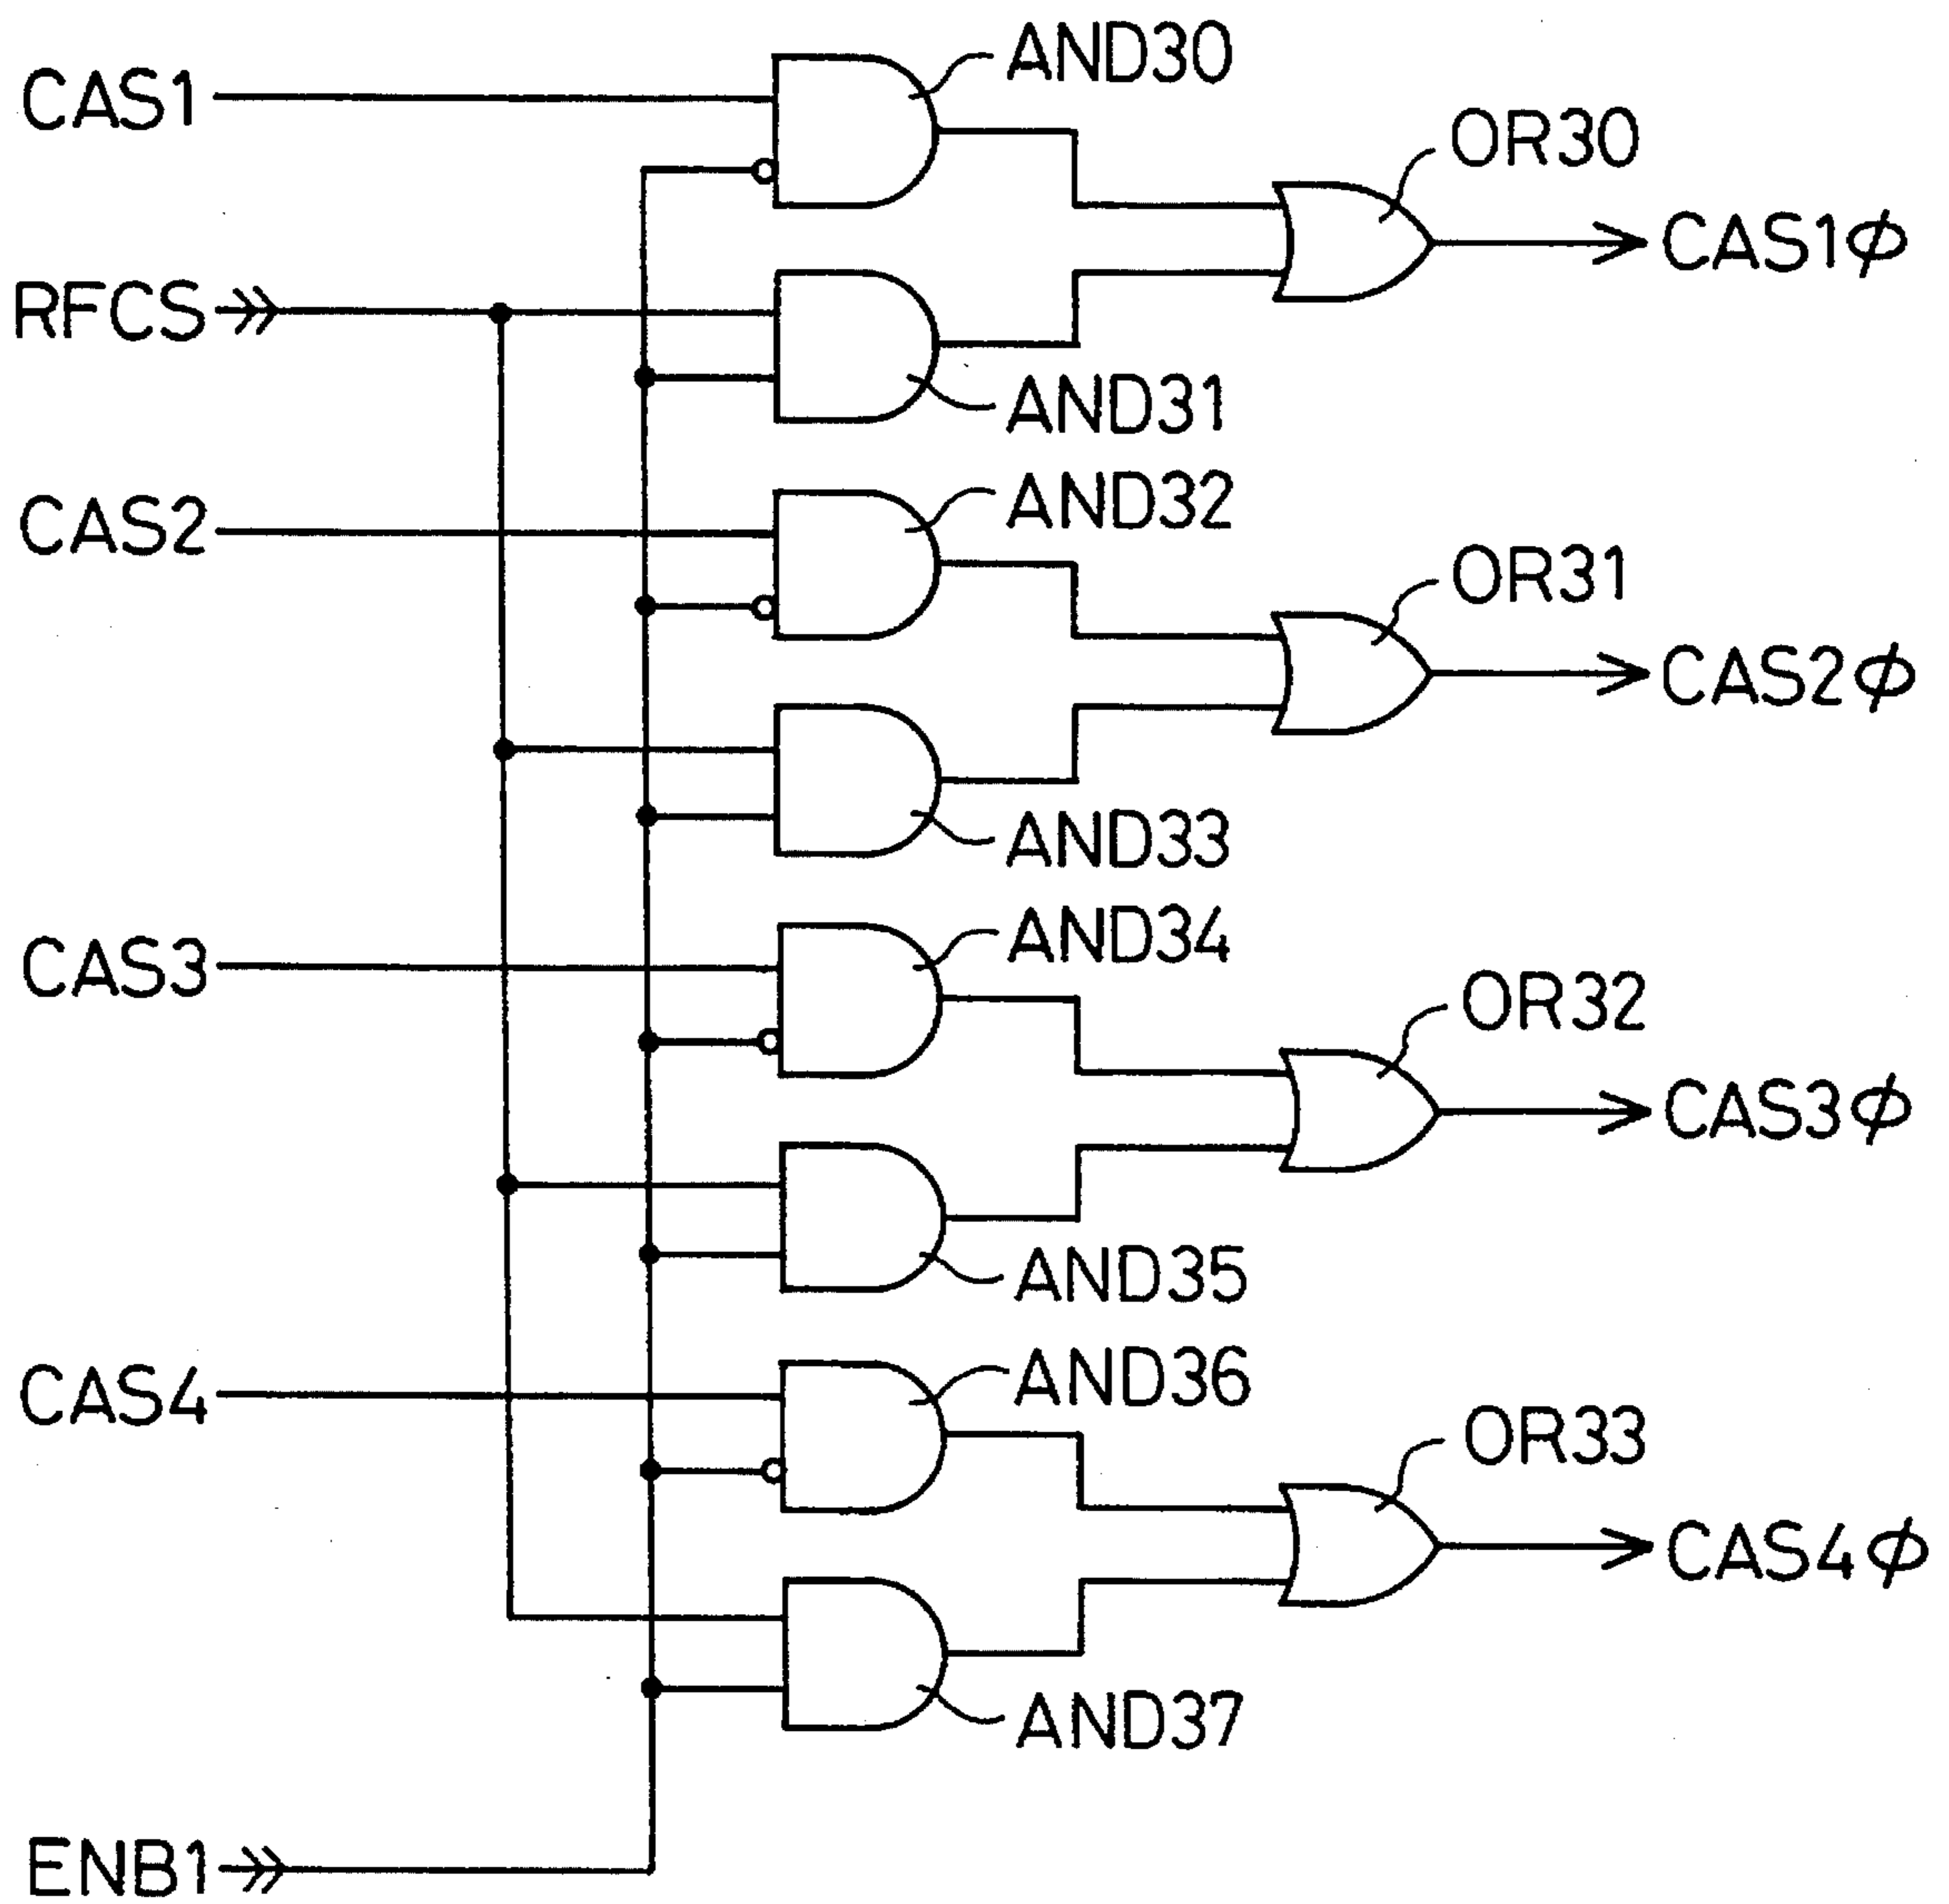 AND30
CAS1
OR30
CAS1ϕ
RFCS
AND31
AND32
CAS2
OR31
CAS2ϕ
AND33
AND34
CAS3
OR32
CAS3ϕ
AND35
AND36
CAS4
OR33
CAS4ϕ
AND37
ENB1